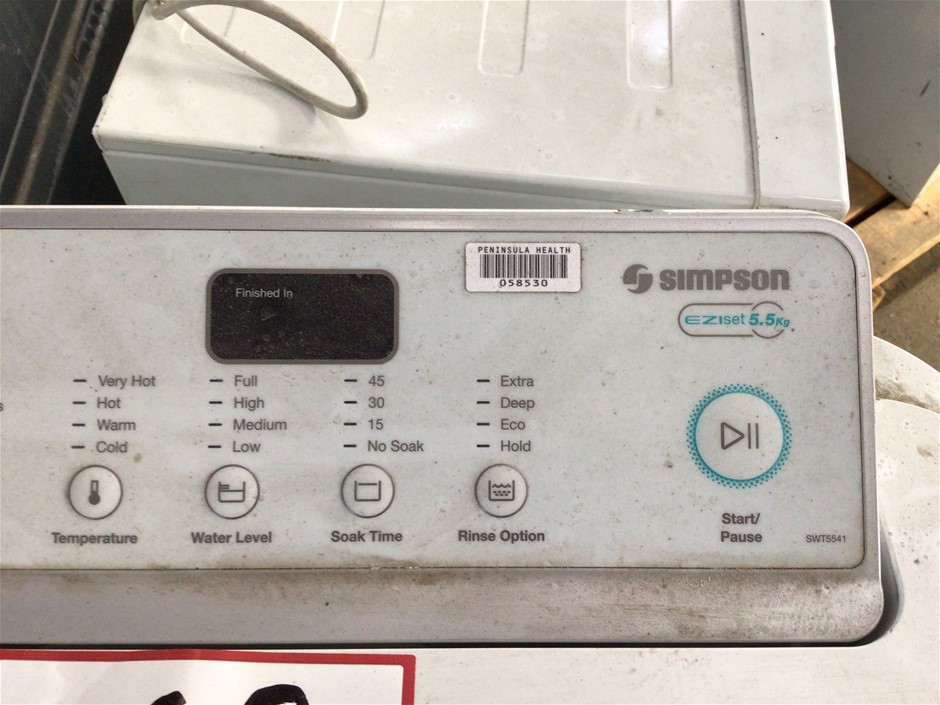 PENINSULA HEALTH
058530
SIMPSON
EZIset 5.5Kg
Finished In
Very Hot
Hot
Warm
Cold
Temperature
Full
High
Medium
Low
Water Level
45
30
15
No Soak
Soak Time
Extra
Deep
Eco
Hold
Rinse Option
Start/
Pause
SWT5541